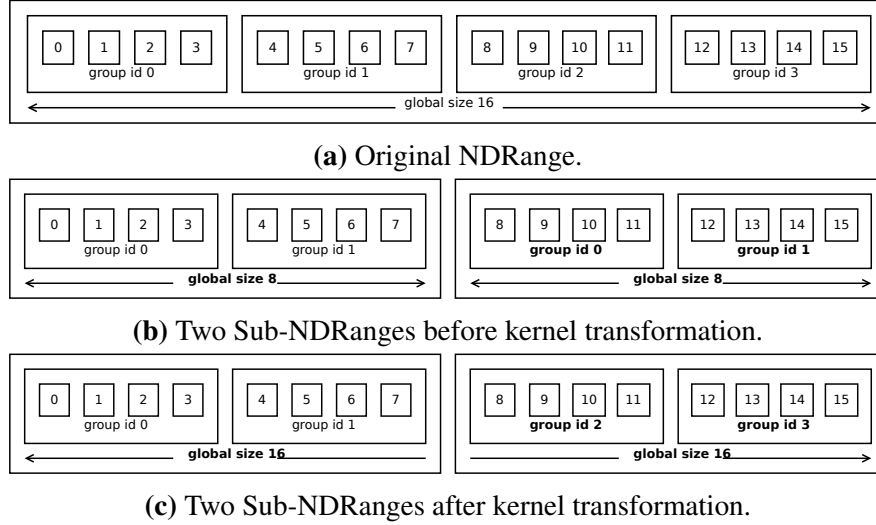 0 1 2 3 4 5 6 7 8 9 10 11 12 13 14 15
group id 0 group id 1 group id 2 group id 3
global size 16
(a) Original NDRange.
0 1 2 3 4 5 6 7 8 9 10 11 12 13 14 15
group id 0 group id 1 group id 0 group id 1
global size 8 global size 8
(b) Two Sub-NDRanges before kernel transformation.
0 1 2 3 4 5 6 7 8 9 10 11 12 13 14 15
group id 0 group id 1 group id 2 group id 3
global size 16 global size 16
(c) Two Sub-NDRanges after kernel transformation.